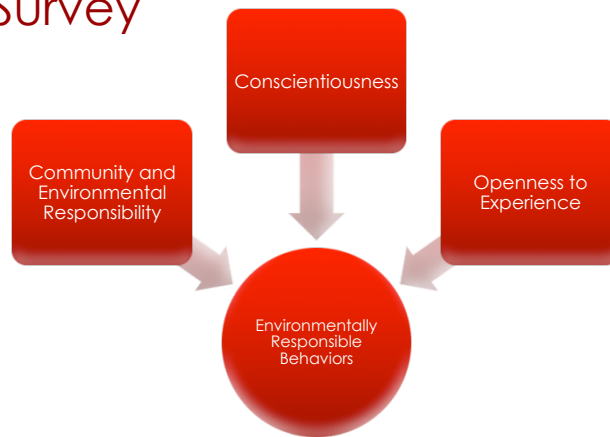 Survey
Conscientiousness
Community and
Environmental
Responsibility
Openness to
Experience
Environmentally
Responsible
Behaviors